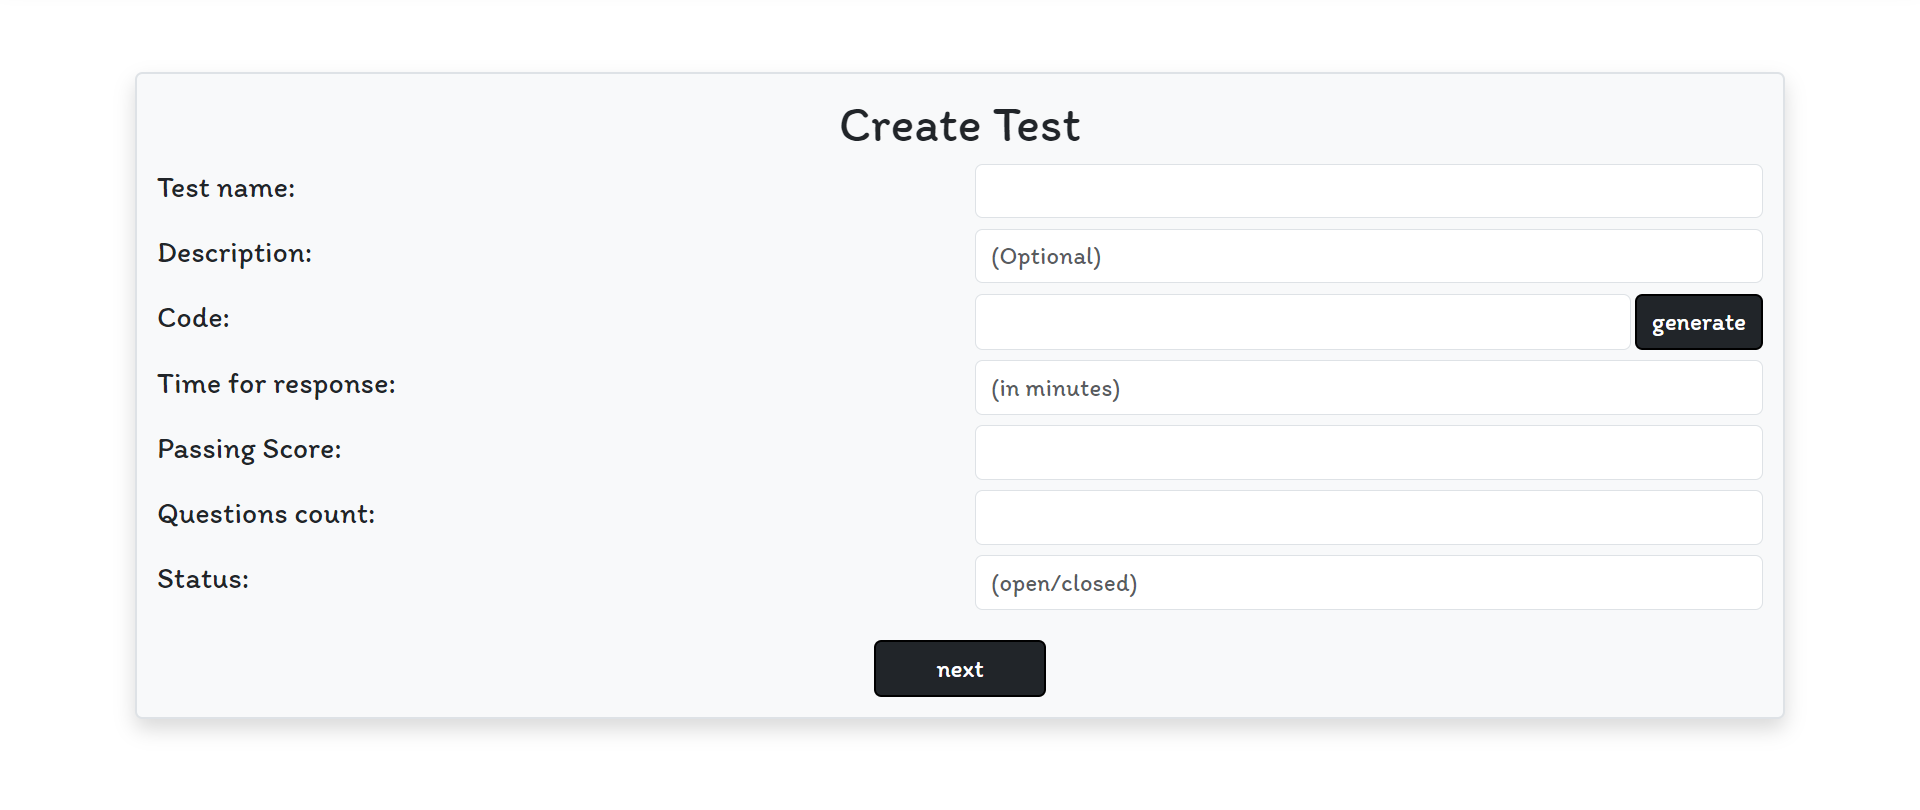 Create Test
Test name:
Description: (Optional)
Code: generate
Time for response: (in minutes)
Passing Score:
Questions count:
Status: (open/closed)
next